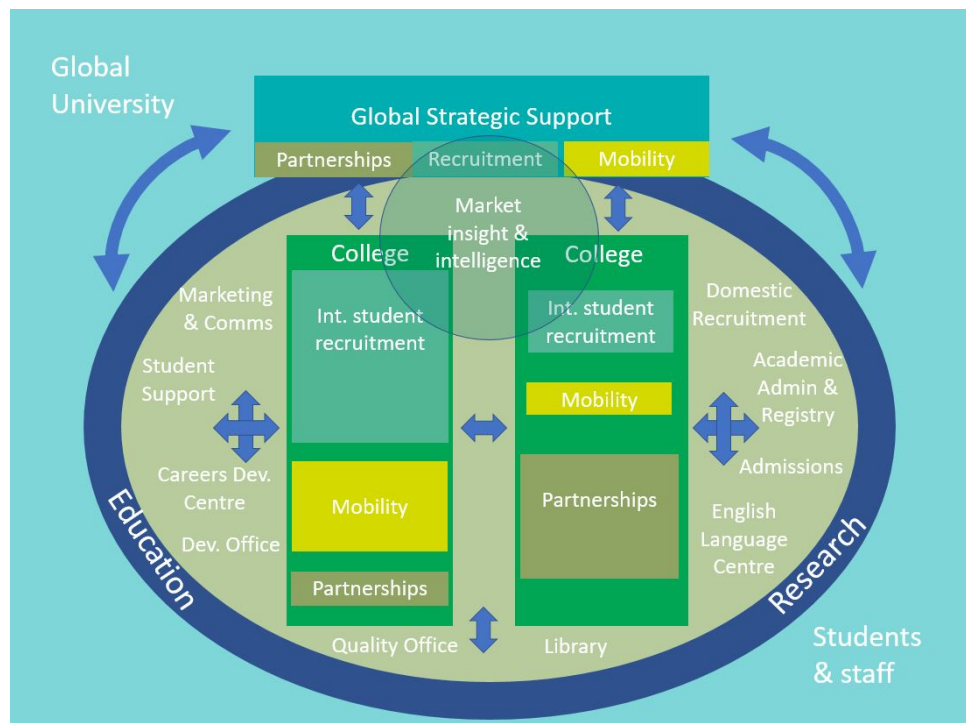 Global
University
Global Strategic Support
Partnerships
Recruitment
Mobility
Market
insight &
intelligence
College
College
Int. student
recruitment
Mobility
Partnerships
Int. student
recruitment
Mobility
Partnerships
Marketing
& Comms
Student
Support
Careers Dev.
Centre
Dev. Office
Domestic
Recruitment
Academic
Admin &
Registry
Admissions
English
Language
Centre
Education
Research
Quality Office
Library
Students
& staff